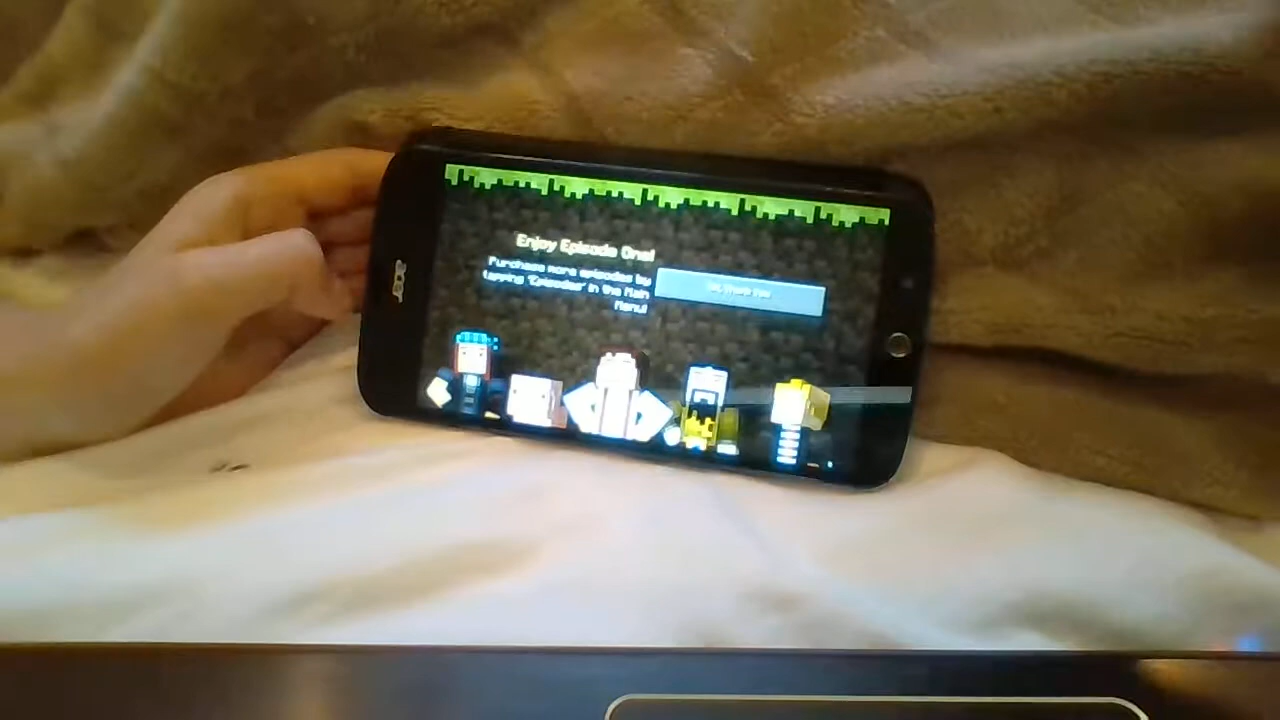 acer
Enjoy Episode One!
Purchase more episodes by
tapping 'Episodes' in the Main
Menu!